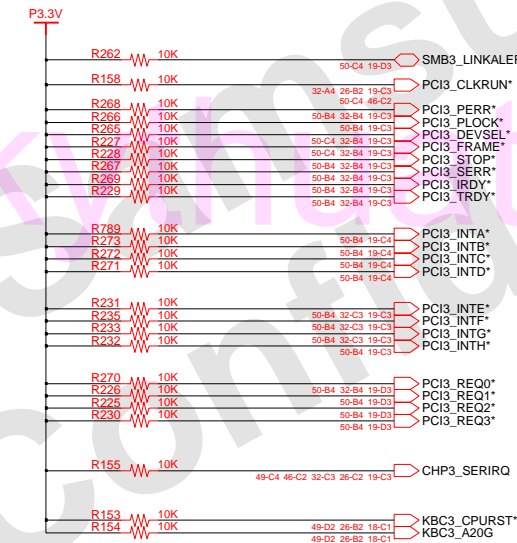 P3.3V
R262 10K 50-C4 19-D3 SMB3_LINKALER
R158 10K 32-A4 26-B2 19-C3 PCI3_CLKRUN*
R268 10K 50-C4 46-C2 PCI3_PERR*
R266 10K 50-B4 32-B4 19-C3 PCI3_PLOCK*
R265 10K 50-B4 19-C3 PCI3_DEVSEL*
R227 10K 50-C4 32-B4 19-C3 PCI3_FRAME*
R228 10K 50-C4 32-B4 19-C3 PCI3_STOP*
R267 10K 50-B4 32-B4 19-C3 PCI3_SERR*
R269 10K 50-B4 32-B4 19-C3 PCI3_IRDY*
R229 10K 50-B4 32-B4 19-C3 PCI3_TRDY*
50-B4 32-B4 19-C3
R789 10K PCI3_INTA*
R273 10K 50-B4 19-C4 PCI3_INTB*
R272 10K 50-B4 19-C4 PCI3_INTC*
R271 10K 50-B4 19-C4 PCI3_INTD*
50-B4 19-C4
R231 10K PCI3_INTE*
R235 10K 50-B4 32-C3 19-C3 PCI3_INTF*
R233 10K 50-B4 32-C3 19-C3 PCI3_INTG*
R232 10K 50-B4 32-C3 19-C3 PCI3_INTH*
50-B4 19-C3
R270 10K PCI3_REQ0*
R226 10K 50-B4 32-B4 19-D3 PCI3_REQ1*
R225 10K 50-B4 19-D3 PCI3_REQ2*
R230 10K 50-B4 19-D3 PCI3_REQ3*
50-B4 19-D3
R155 10K 49-C4 46-C2 32-C3 26-C2 19-C3 CHP3_SERIRQ
R153 10K KBC3_CPURST*
R154 10K 49-D2 26-B2 18-C1 KBC3_A20G
49-D2 26-B2 18-C1